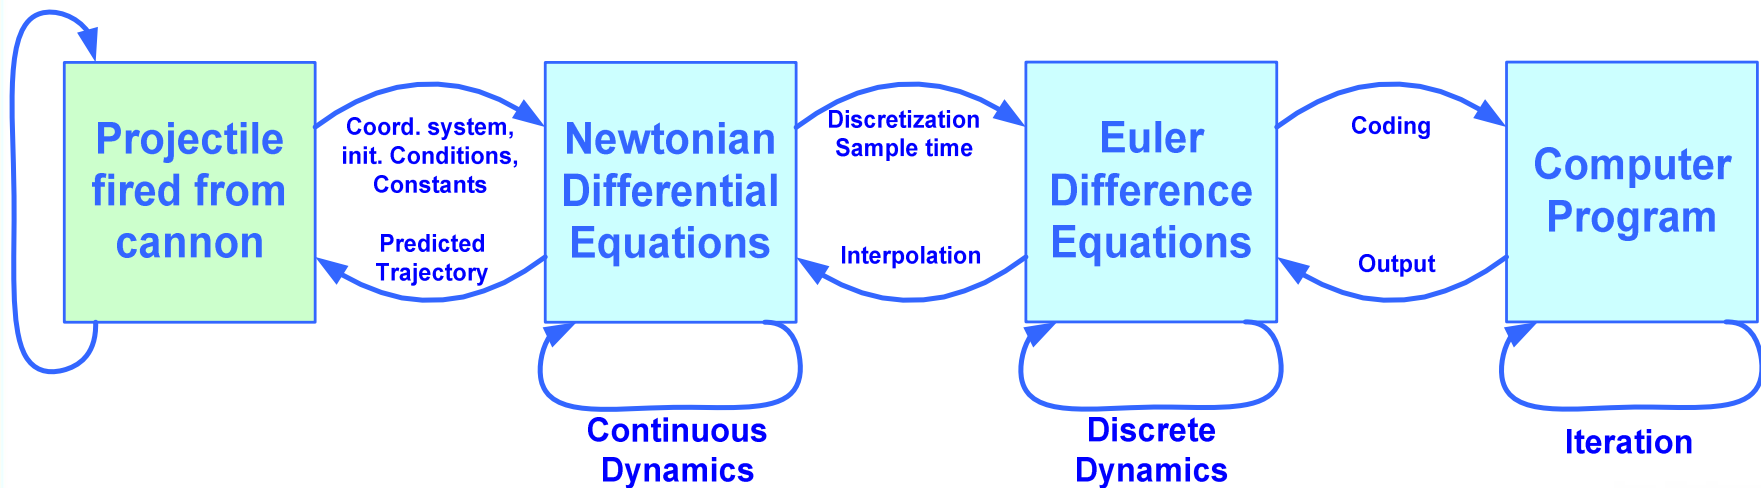 Projectile
fired from
cannon
Coord. system,
init. Conditions,
Constants
Predicted
Trajectory
Newtonian
Differential
Equations
Continuous
Dynamics
Discretization
Sample time
Interpolation
Euler
Difference
Equations
Discrete
Dynamics
Coding
Output
Computer
Program
Iteration